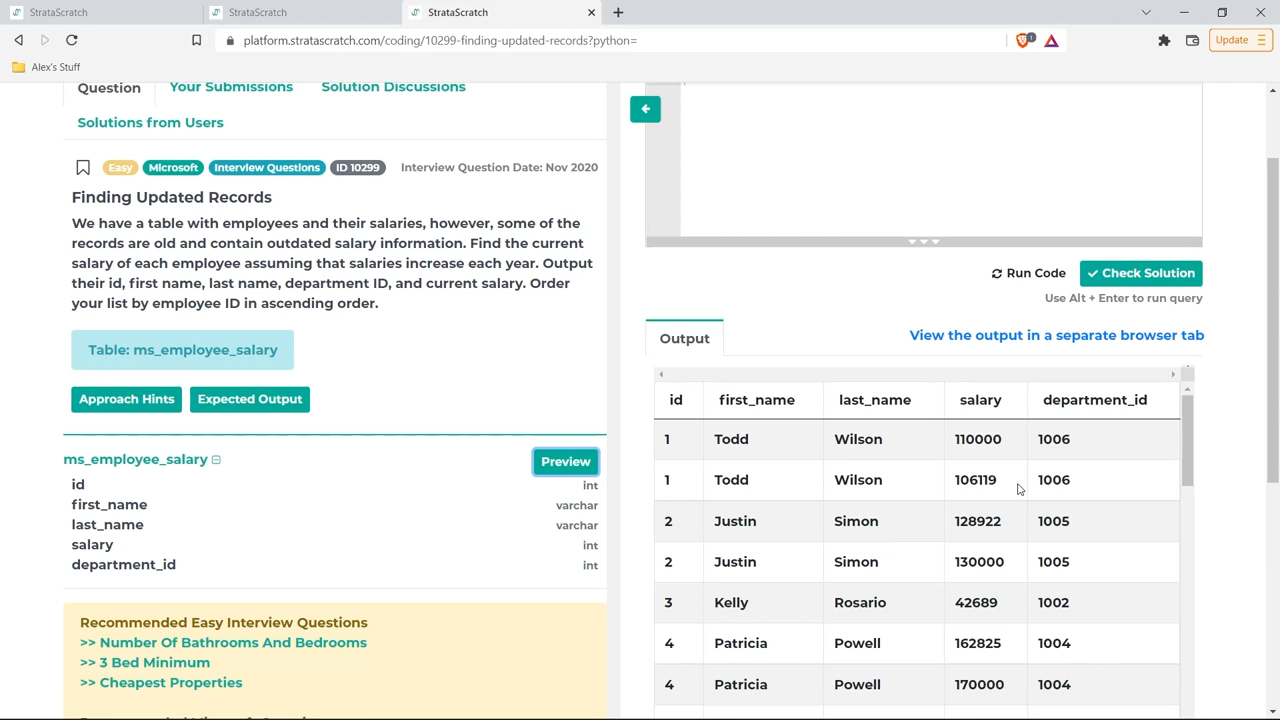 StrataScratch
StrataScratch
StrataScratch
platform.stratascratch.com/coding/10299-finding-updated-records?python=
1
Update
Alex's Stuff
Question
Your Submissions
Solution Discussions
Solutions from Users
Easy Microsoft Interview Questions ID 10299 Interview Question Date: Nov 2020
Finding Updated Records
We have a table with employees and their salaries, however, some of the
records are old and contain outdated salary information. Find the current
salary of each employee assuming that salaries increase each year. Output
their id, first name, last name, department ID, and current salary. Order
your list by employee ID in ascending order.
Table: ms_employee_salary
Approach Hints
Expected Output
ms_employee_salary
Preview
id int
first_name varchar
last_name varchar
salary int
department_id int
Recommended Easy Interview Questions
>> Number Of Bathrooms And Bedrooms
>> 3 Bed Minimum
>> Cheapest Properties
Run Code
Check Solution
Use Alt + Enter to run query
Output
View the output in a separate browser tab
id first_name last_name salary department_id
1 Todd Wilson 110000 1006
1 Todd Wilson 106119 1006
2 Justin Simon 128922 1005
2 Justin Simon 130000 1005
3 Kelly Rosario 42689 1002
4 Patricia Powell 162825 1004
4 Patricia Powell 170000 1004